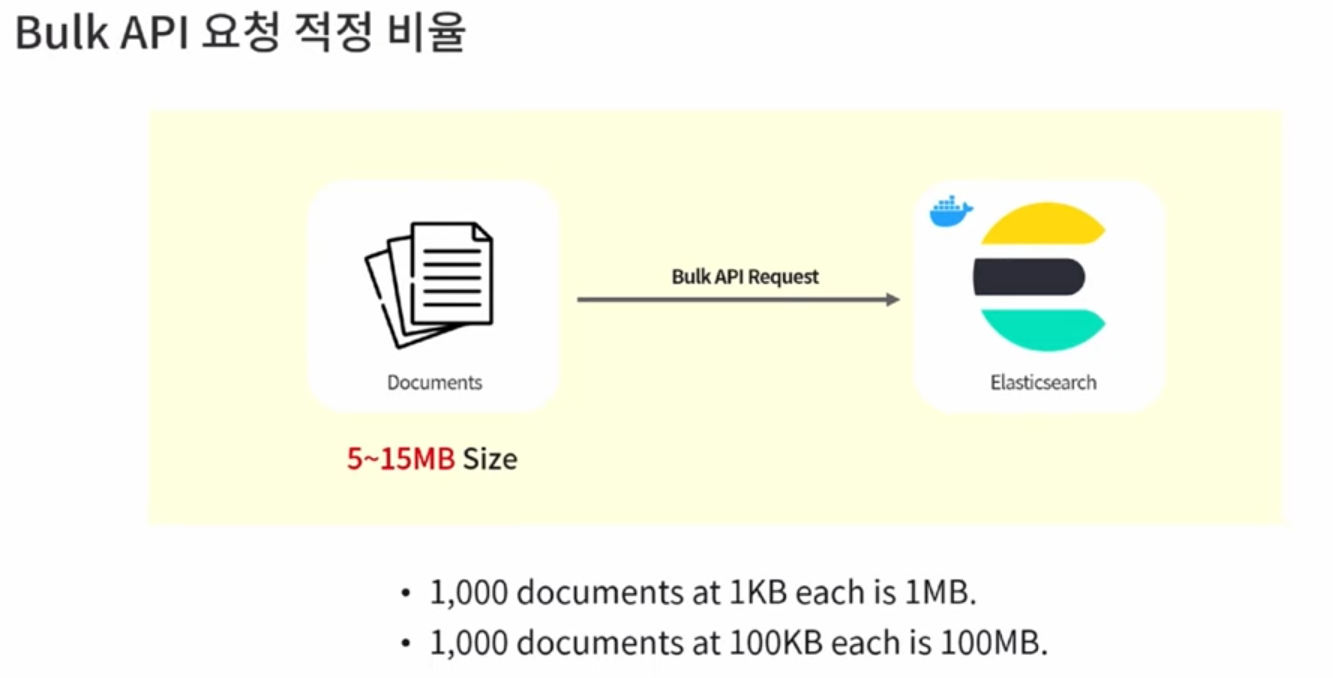 Bulk API 요청 적정 비율
Bulk API Request
Documents
Elasticsearch
5~15MB Size
• 1,000 documents at 1KB each is 1MB.
• 1,000 documents at 100KB each is 100MB.